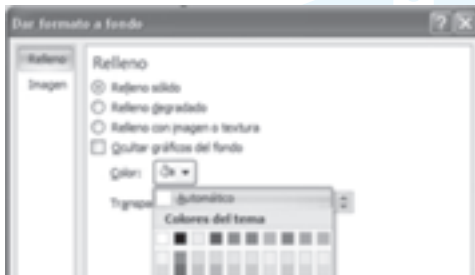 Dar formato a fondo
Relleno
Imagen
Relleno
Relleno sólido
Relleno degradado
Relleno con imagen o textura
Ocultar gráficos del fondo
Color:
Automático
Colores del tema